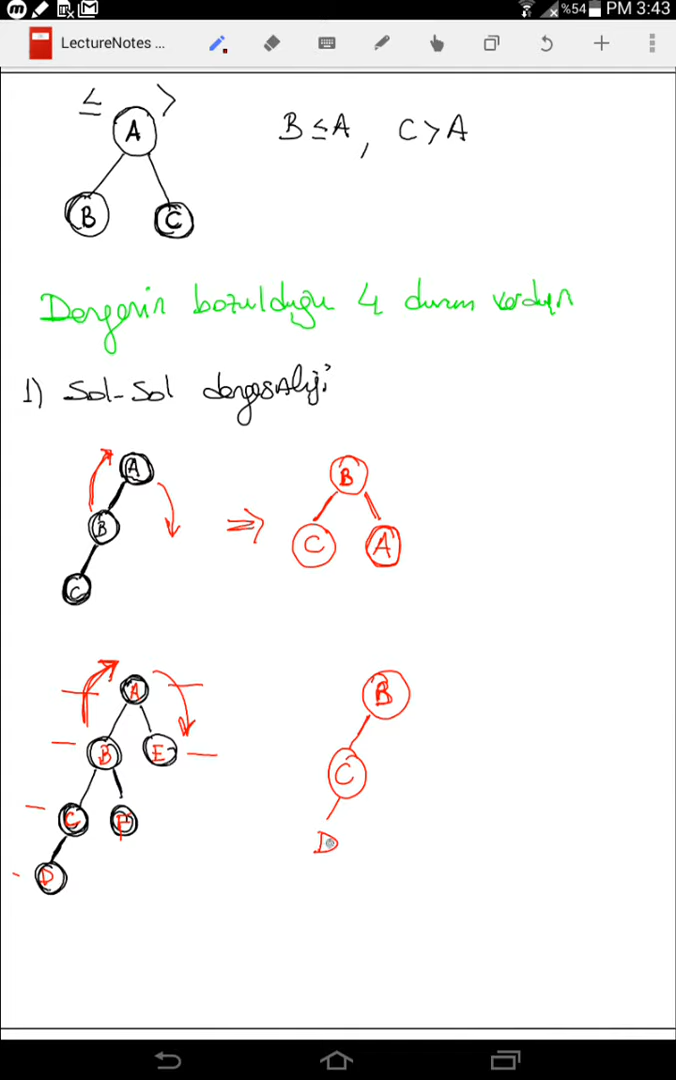 %54 PM 3:43
LectureNotes ...
≤ >
A
B C
B ≤ A, C > A
Dengenin bozulduğu 4 durum vardır
1) Sol-Sol dengesizliği
A
B
C
⇒
B
C A
A
B E
C F
D
B
C
D